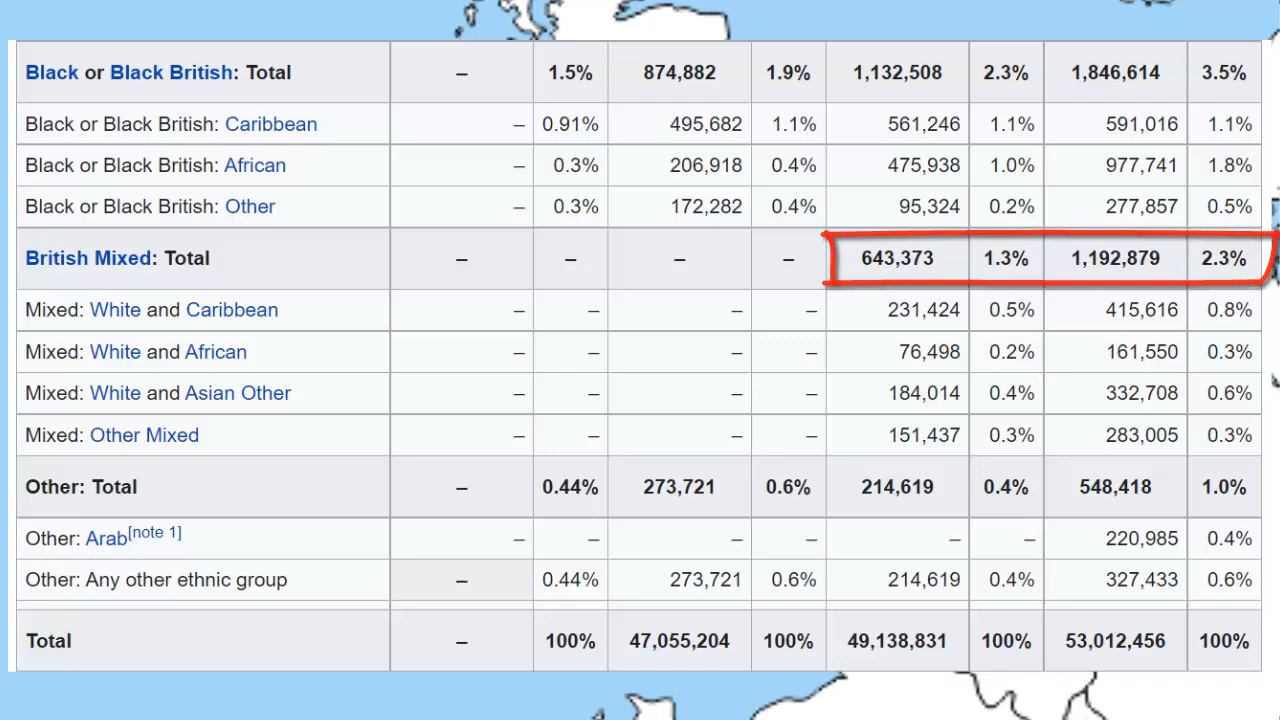 Black or Black British: Total – 1.5% 874,882 1.9% 1,132,508 2.3% 1,846,614 3.5%
Black or Black British: Caribbean – 0.91% 495,682 1.1% 561,246 1.1% 591,016 1.1%
Black or Black British: African – 0.3% 206,918 0.4% 475,938 1.0% 977,741 1.8%
Black or Black British: Other – 0.3% 172,282 0.4% 95,324 0.2% 277,857 0.5%
British Mixed: Total – – – – 643,373 1.3% 1,192,879 2.3%
Mixed: White and Caribbean – – – – 231,424 0.5% 415,616 0.8%
Mixed: White and African – – – – 76,498 0.2% 161,550 0.3%
Mixed: White and Asian Other – – – – 184,014 0.4% 332,708 0.6%
Mixed: Other Mixed – – – – 151,437 0.3% 283,005 0.3%
Other: Total – 0.44% 273,721 0.6% 214,619 0.4% 548,418 1.0%
Other: Arab[note 1] – – – – – – 220,985 0.4%
Other: Any other ethnic group – 0.44% 273,721 0.6% 214,619 0.4% 327,433 0.6%
Total – 100% 47,055,204 100% 49,138,831 100% 53,012,456 100%